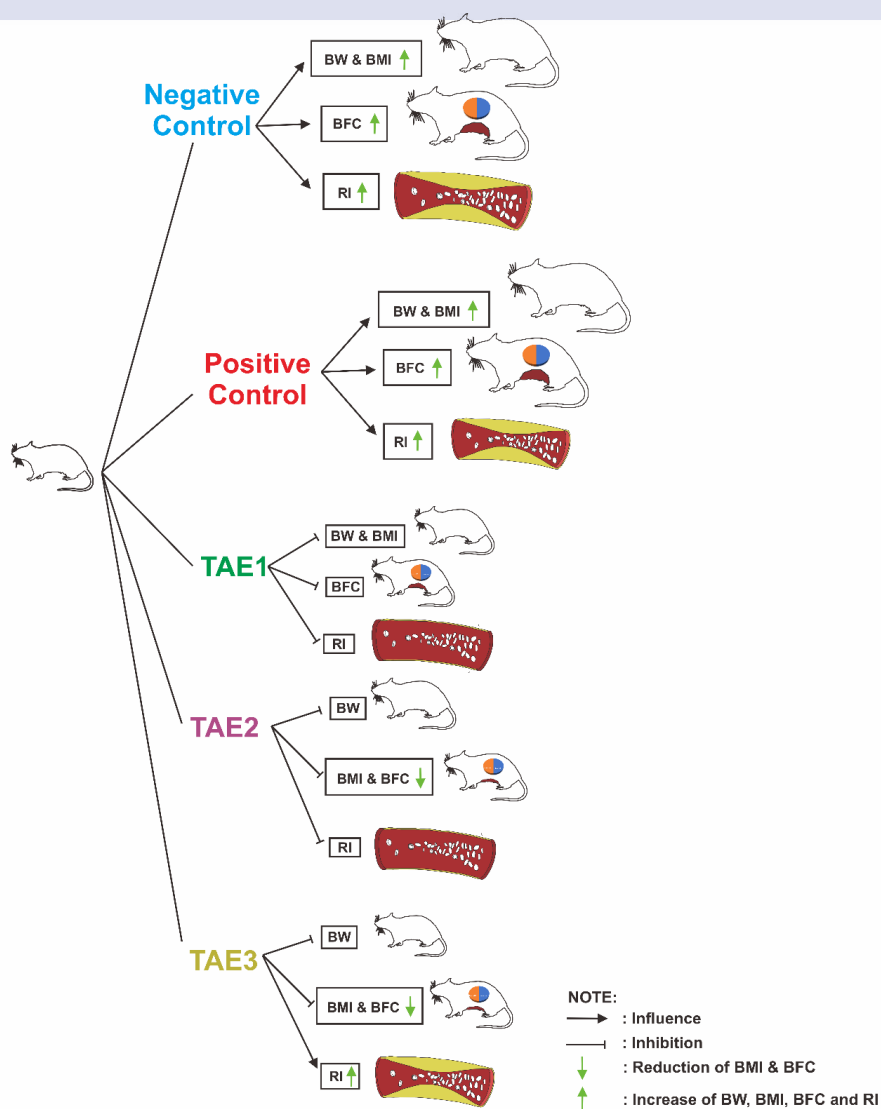 BW & BMI
Negative
Control
BFC
RI
BW & BMI
Positive
Control
BFC
RI
BW & BMI
TAE1
BFC
RI
BW
TAE2
BMI & BFC
RI
BW
TAE3
BMI & BFC
RI
NOTE:
: Influence
: Inhibition
: Reduction of BMI & BFC
: Increase of BW, BMI, BFC and RI